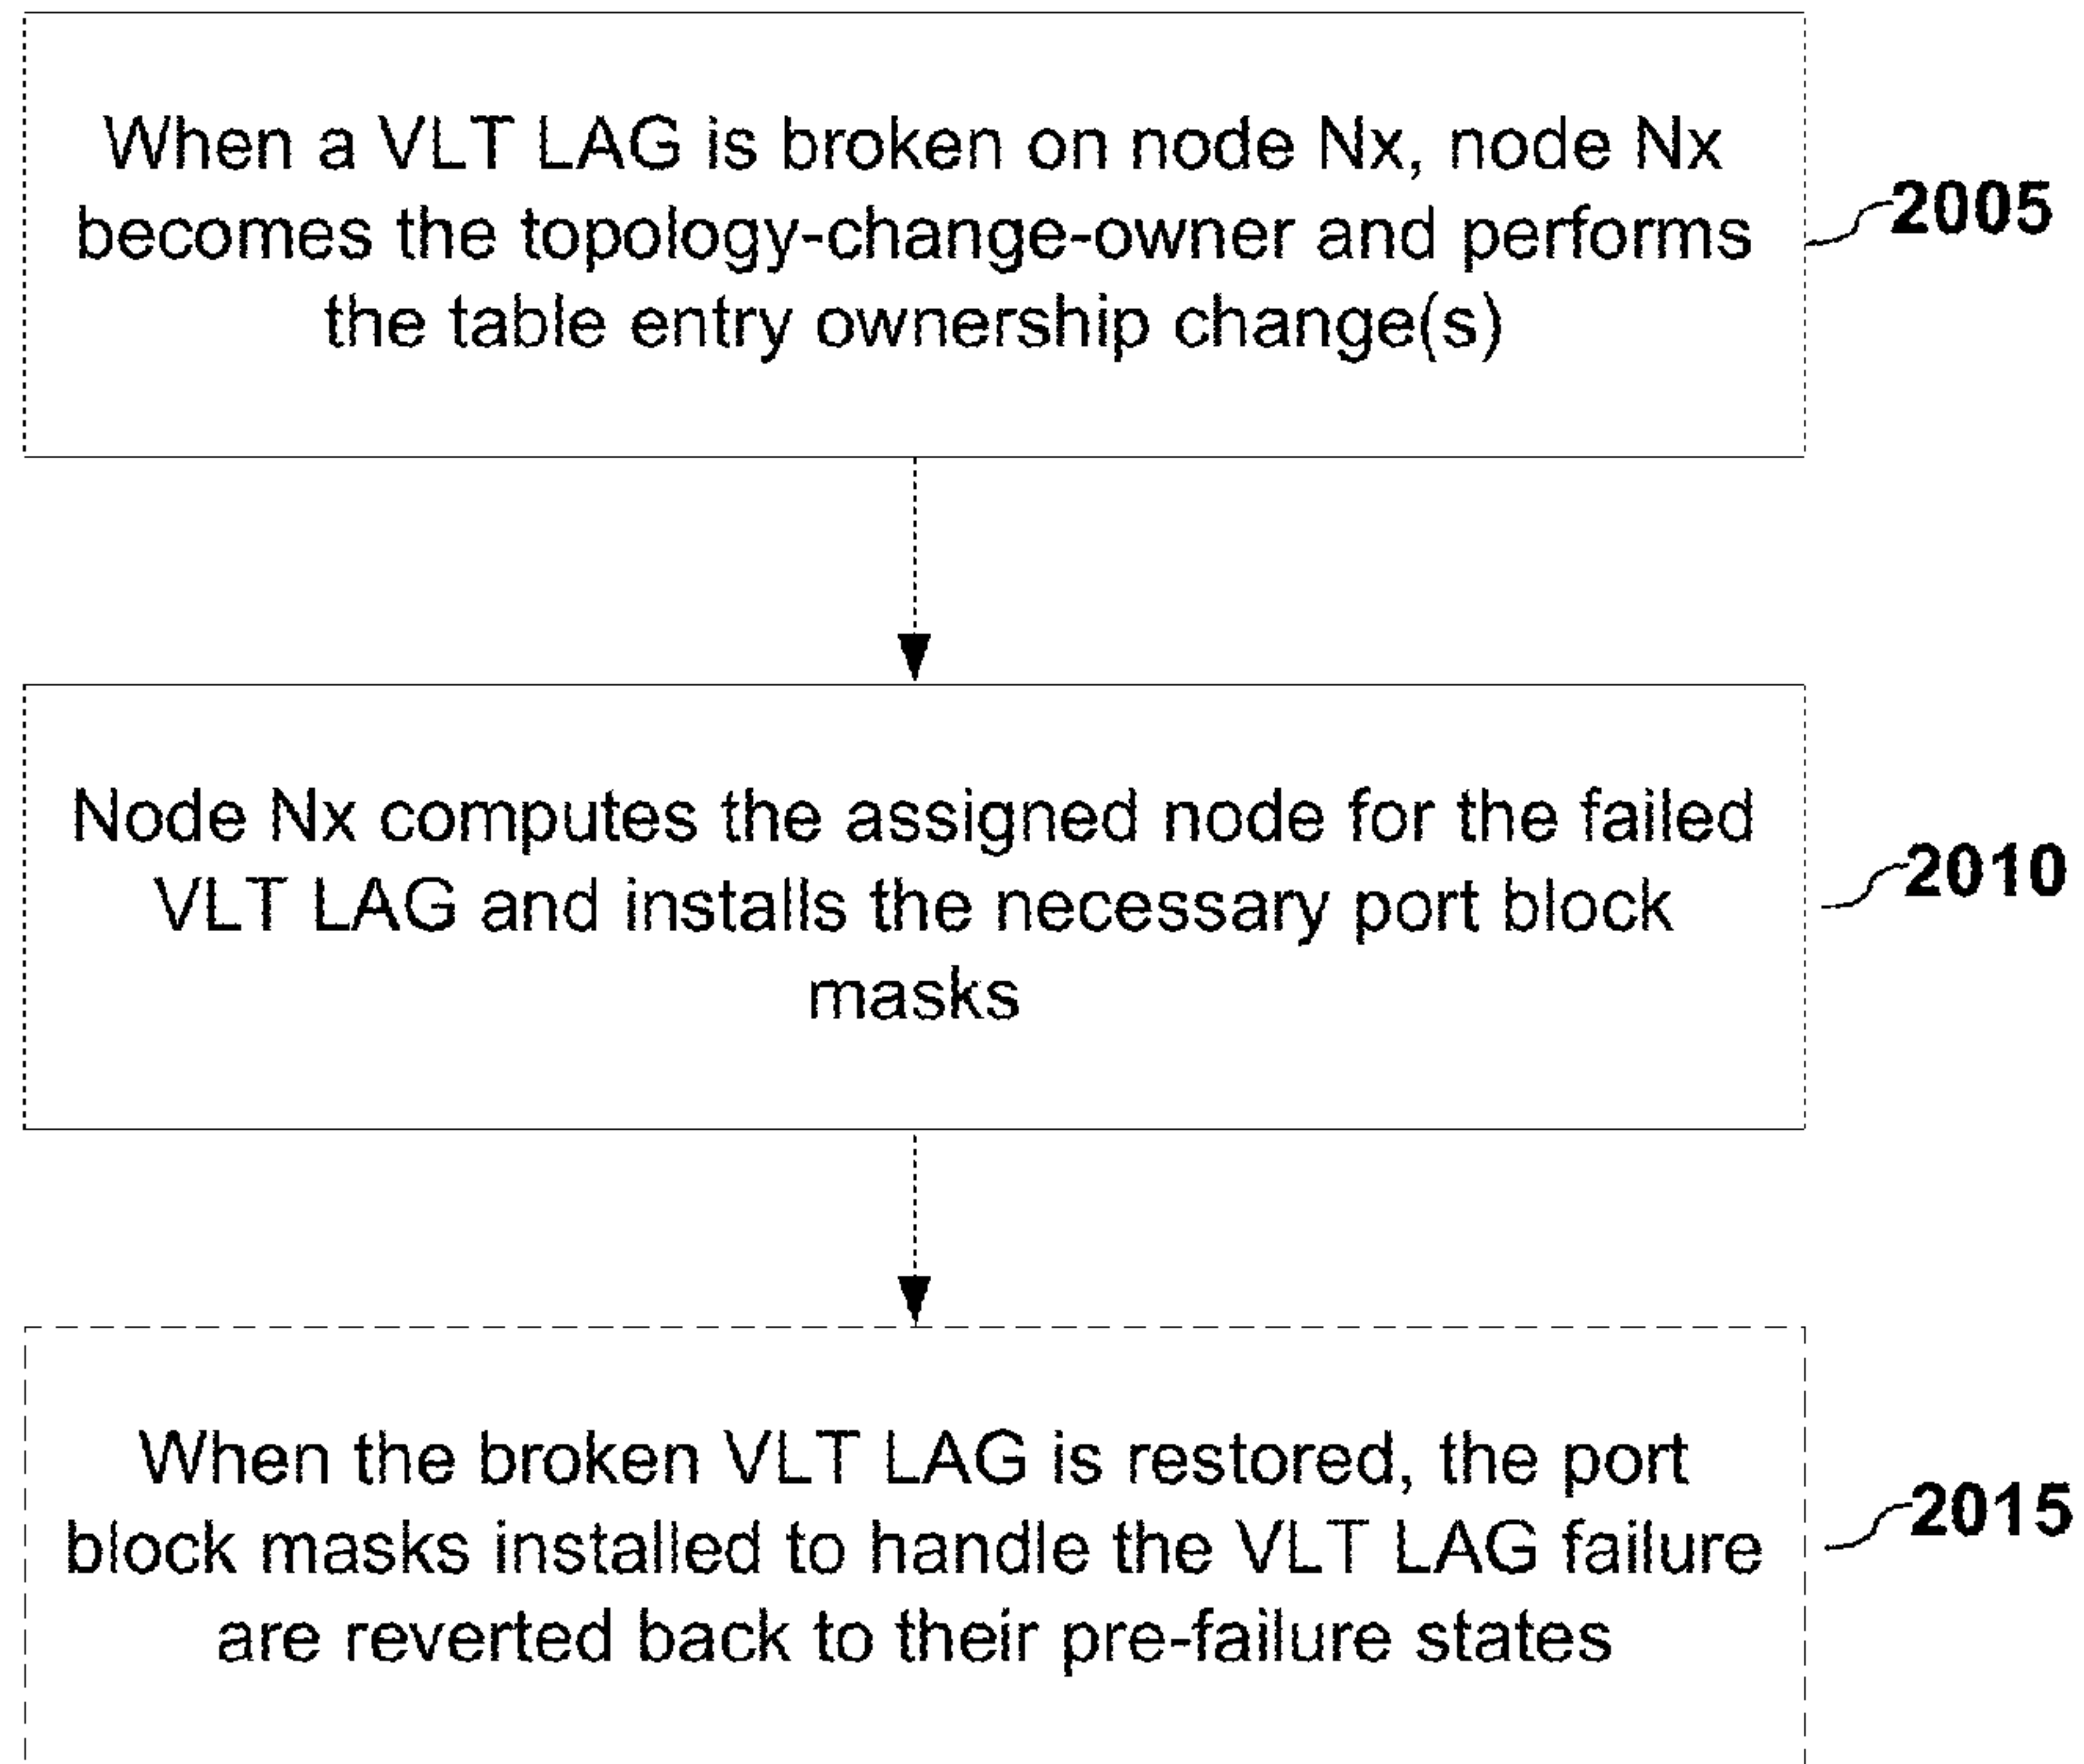 When a VLT LAG is broken on node Nx, node Nx
becomes the topology-change-owner and performs
the table entry ownership change(s)
2005
Node Nx computes the assigned node for the failed
VLT LAG and installs the necessary port block
masks
2010
When the broken VLT LAG is restored, the port
block masks installed to handle the VLT LAG failure
are reverted back to their pre-failure states
2015